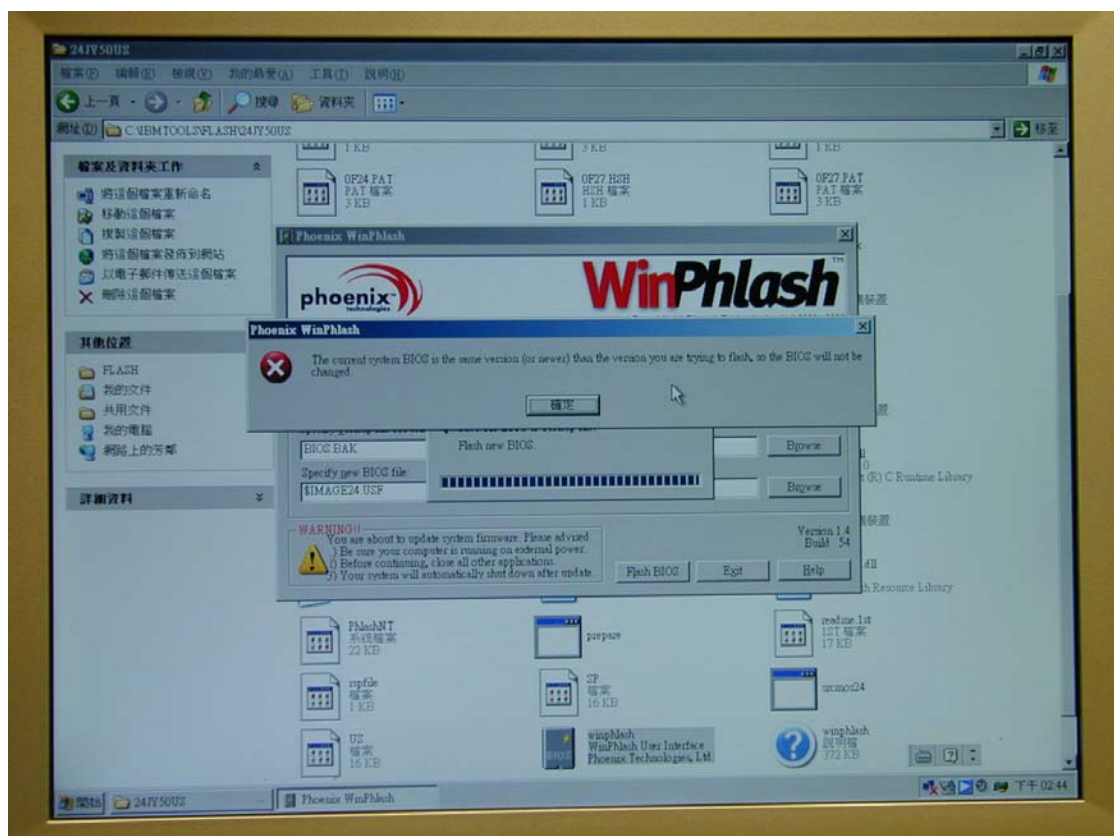 24JY50US
檔案(F) 編輯(E) 檢視(V) 我的最愛(A) 工具(T) 說明(H)
上一頁 搜尋 資料夾
網址(D) C:\IBMTOOLS\FLASH\24JY50US 移至
檔案及資料夾工作
將這個檔案重新命名
移動這個檔案
複製這個檔案
將這個檔案發佈到網站
以電子郵件傳送這個檔案
刪除這個檔案
其他位置
FLASH
我的文件
共用文件
我的電腦
網路上的芳鄰
詳細資料
1 KB 3 KB 1 KB
0F24.PAT
PAT 檔案
3 KB
0F27.HSH
HSH 檔案
1 KB
0F27.PAT
PAT 檔案
3 KB
Phoenix WinPhlash
phoenix
technologies
WinPhlash TM
Phoenix WinPhlash
The current system BIOS is the same version (or newer) than the version you are trying to flash, so the BIOS will not be
changed.
確定
BIOS.BAK
Flash new BIOS.
Browse
Specify new BIOS file:
$IMAGE24.USF
Browse
(R) C Runtime Library
WARNING!!
You are about to update system firmware. Please advised:
) Be sure your computer is running on external power.
) Before continuing, close all other applications.
) Your system will automatically shut down after update.
Version 1.4
Build 54
Flash BIOS Exit Help
Resource Library
PhlashNT
系統檔案
22 KB
prepare
readme.1st
1ST 檔案
17 KB
檔案
1 KB
SP
檔案
16 KB
US
檔案
16 KB
winphlash
WinPhlash User Interface
Phoenix Technologies, Ltd.
winphlash
說明檔
372 KB
開始 24JY50US Phoenix WinPhlash 下午 02:44